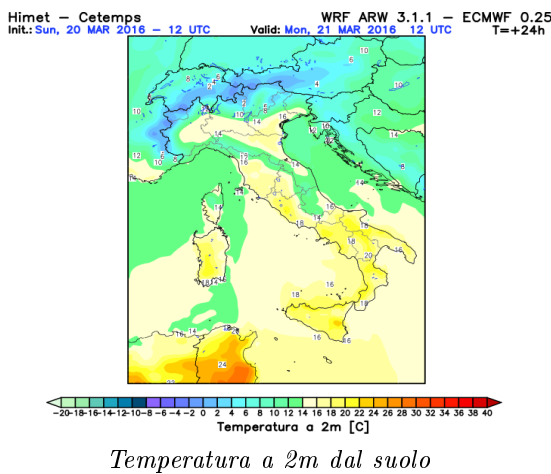 Himet – Cetemps WRF ARW 3.1.1 – ECMWF 0.25
Init.: Sun, 20 MAR 2016 – 12 UTC Valid: Mon, 21 MAR 2016 12 UTC T=+24h
-20 -18 -16 -14 -12 -10 -8 -6 -4 -2 0 2 4 6 8 10 12 14 16 18 20 22 24 26 28 30 32 34 36 38 40
Temperatura a 2m [C]
Temperatura a 2m dal suolo